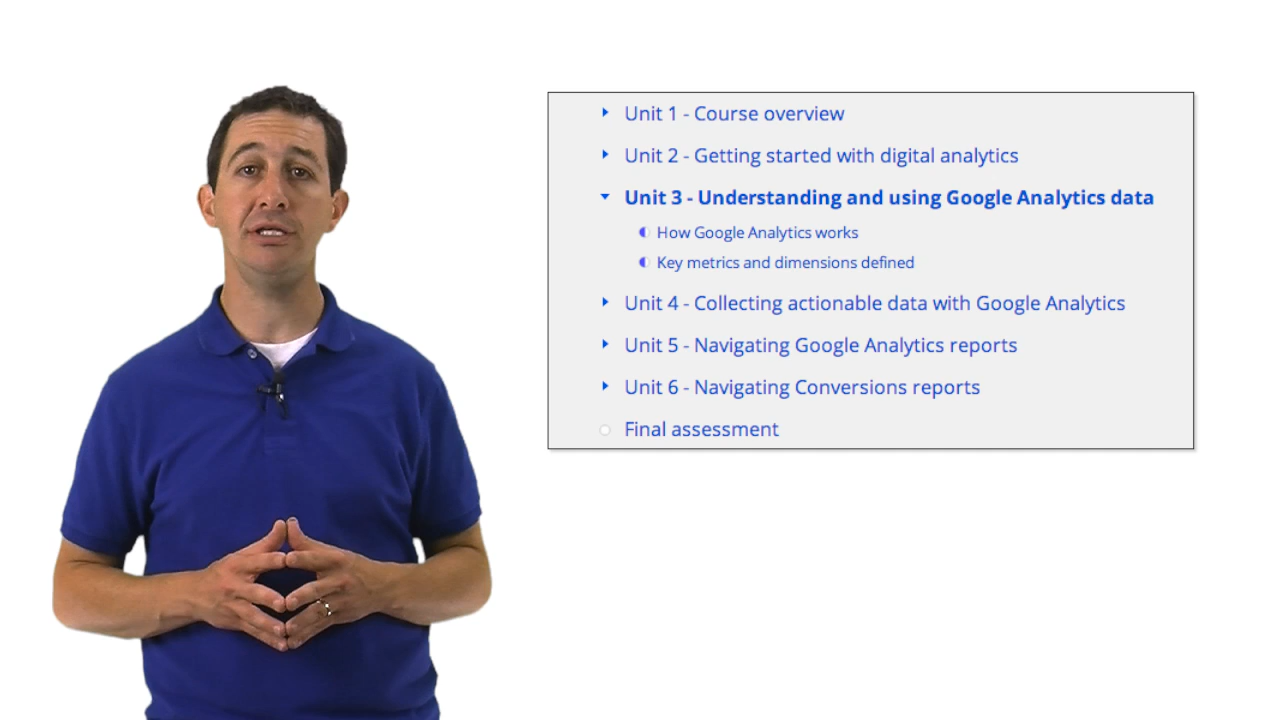 Unit 1 - Course overview
Unit 2 - Getting started with digital analytics
Unit 3 - Understanding and using Google Analytics data
How Google Analytics works
Key metrics and dimensions defined
Unit 4 - Collecting actionable data with Google Analytics
Unit 5 - Navigating Google Analytics reports
Unit 6 - Navigating Conversions reports
Final assessment